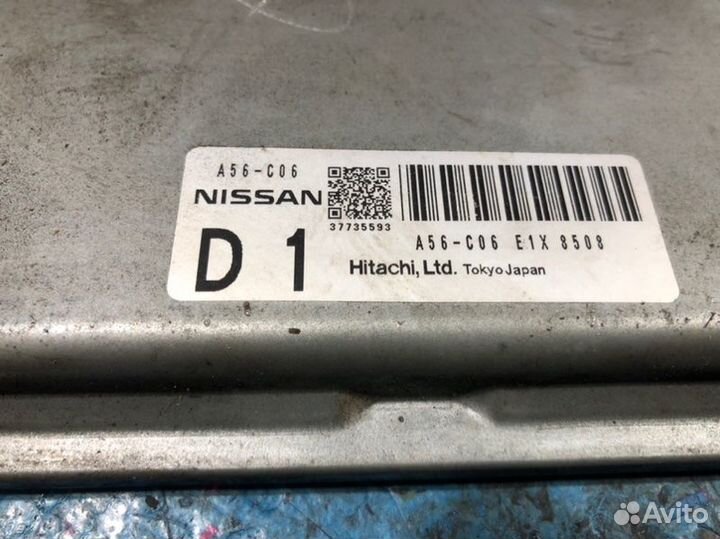 A56-C06
NISSAN
37735593
D 1
A56-C06 E1X 8508
Hitachi, Ltd. Tokyo Japan
Avito